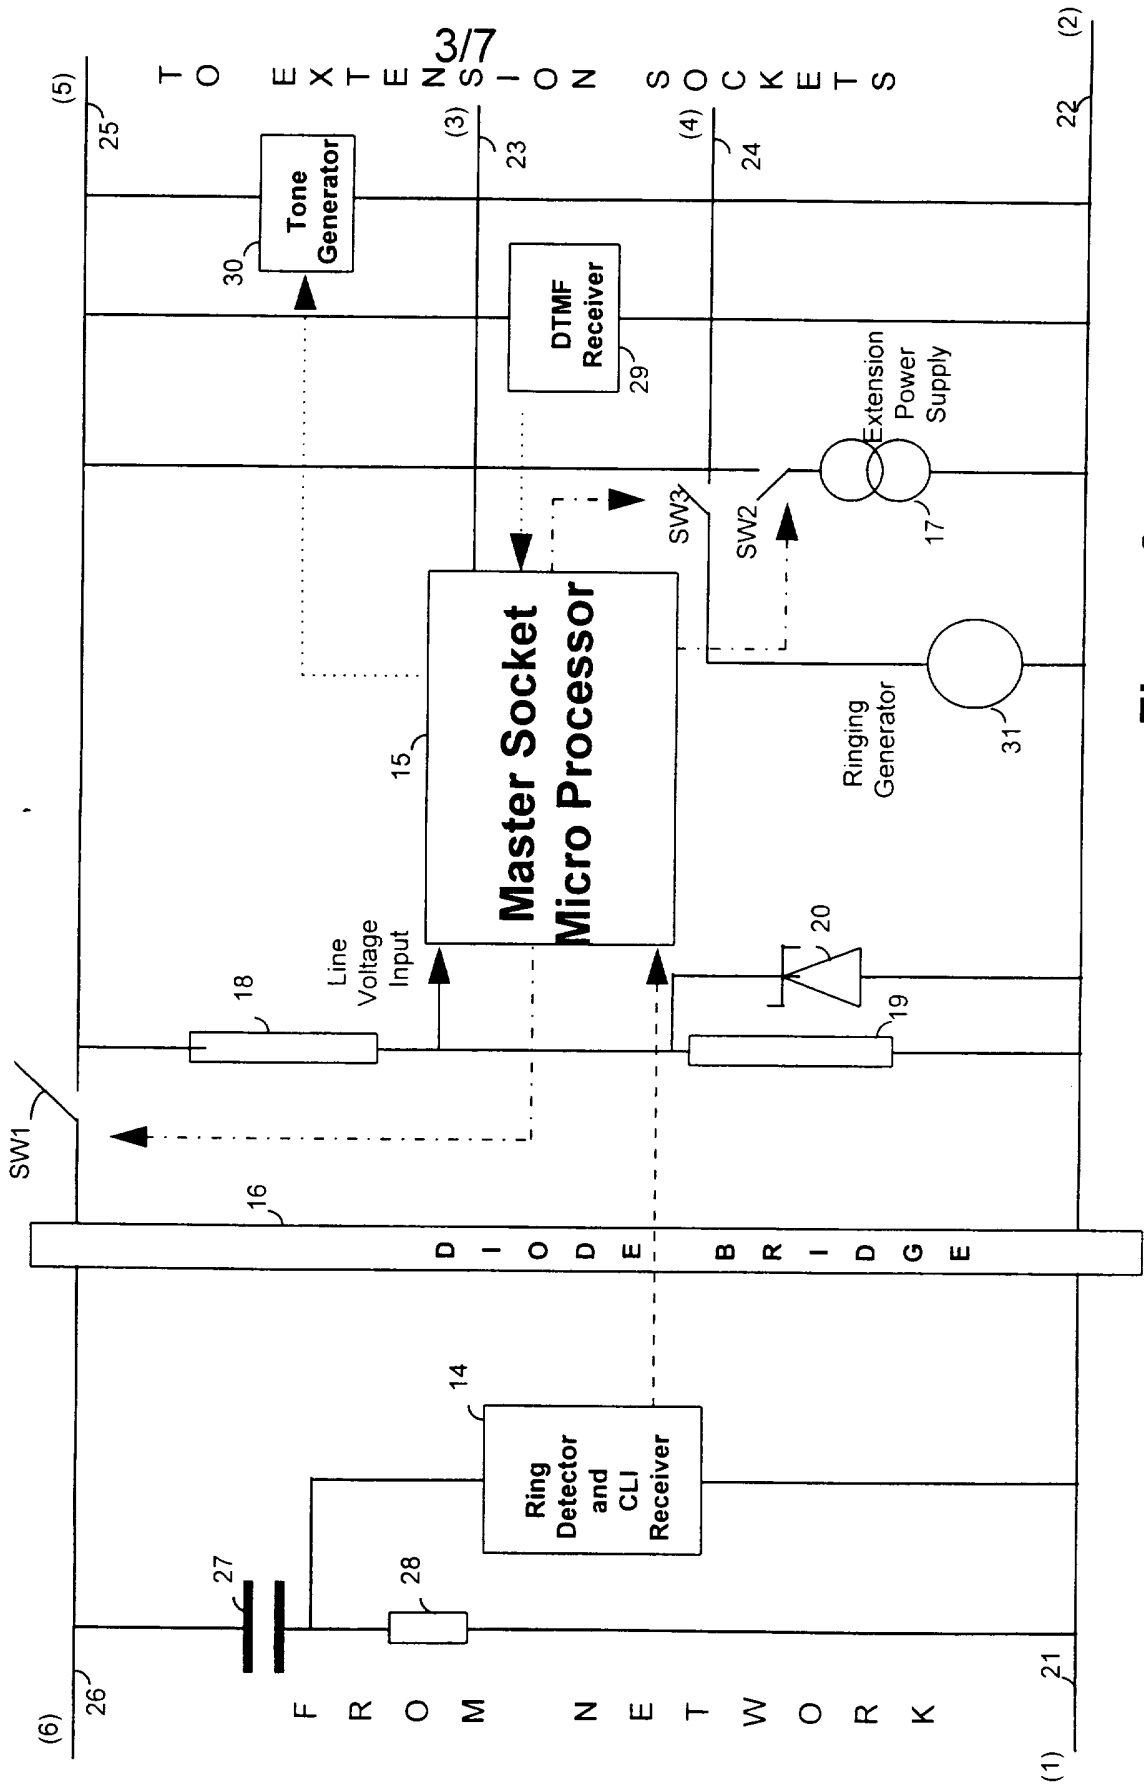 3/7
(6)
26
FROM NETWORK
(1)
21
27
28
14
Ring
Detector
and
CLI
Receiver
16
DIODE BRIDGE
SW1
18
Line
Voltage
Input
19
20
15
Master Socket
Micro Processor
Ringing
Generator
31
SW3
SW2
17
Extension
Power
Supply
DTMF
Receiver
29
30
Tone
Generator
(5)
25
(3)
23
(4)
24
(2)
22
TO EXTENSION SOCKETS